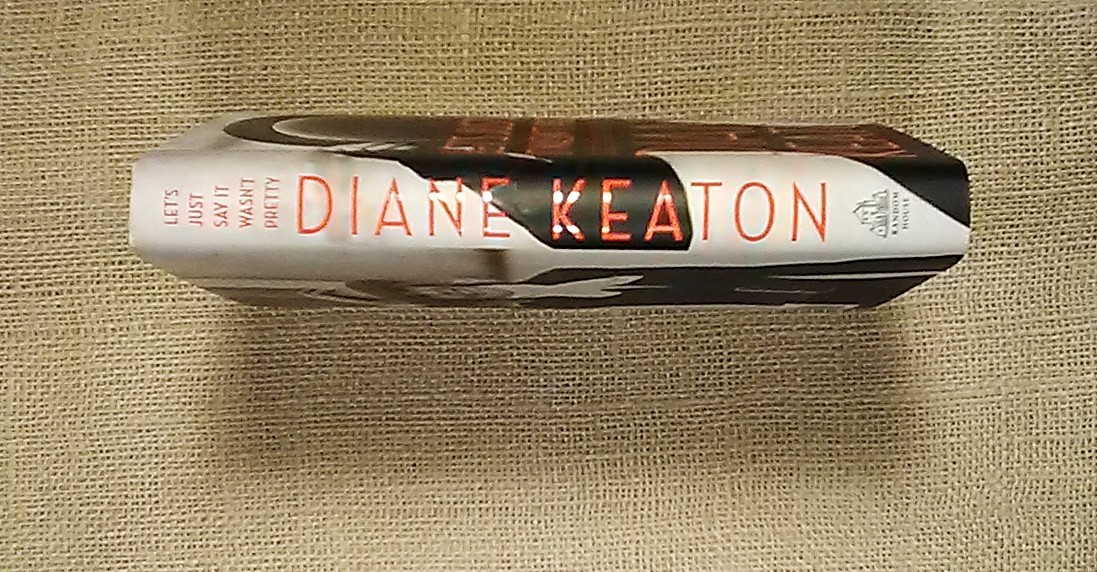 LET'S
JUST
SAY IT
WASN'T
PRETTY
DIANE KEATON
RANDOM
HOUSE